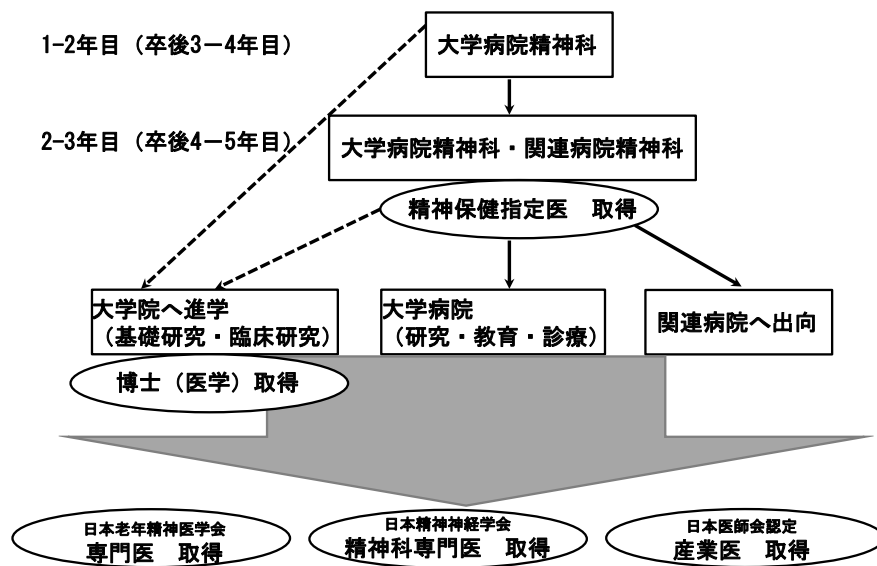 1-2年目（卒後3－4年目）
大学病院精神科
2-3年目（卒後4－5年目）
大学病院精神科・関連病院精神科
精神保健指定医　取得
大学院へ進学
（基礎研究・臨床研究）
大学病院
（研究・教育・診療）
関連病院へ出向
博士（医学）取得
日本老年精神医学会
専門医　取得
日本精神神経学会
精神科専門医　取得
日本医師会認定
産業医　取得